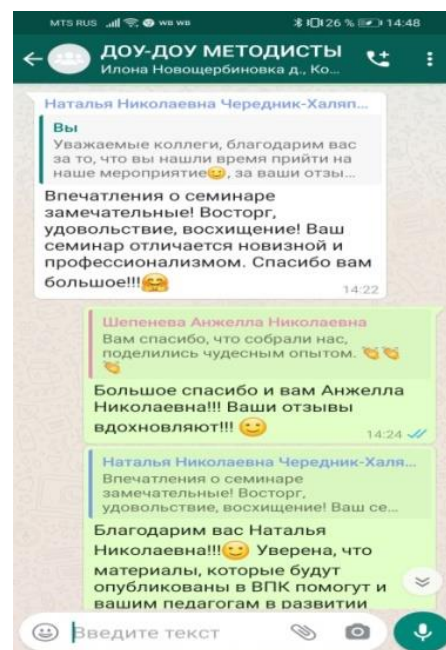 MTS RUS WB WB 26 % 14:48
ДОУ-ДОУ МЕТОДИСТЫ
Илона Новощербиновка д., Ко...
Наталья Николаевна Чередник-Халяп...
Вы
Уважаемые коллеги, благодарим вас
за то, что вы нашли время прийти на
наше мероприятие😊, за ваши отзы...
Впечатления о семинаре
замечательные! Восторг,
удовольствие, восхищение! Ваш
семинар отличается новизной и
профессионализмом. Спасибо вам
большое!!!🤗
14:22
Шепенева Анжелла Николаевна
Вам спасибо, что собрали нас,
поделились чудесным опытом. 👏👏
👏
Большое спасибо и вам Анжелла
Николаевна!!! Ваши отзывы
вдохновляют!!! 😊
14:24
Наталья Николаевна Чередник-Халя...
Впечатления о семинаре
замечательные! Восторг,
удовольствие, восхищение! Ваш се...
Благодарим вас Наталья
Николаевна!!!😊 Уверена, что
материалы, которые будут
опубликованы в ВПК помогут и
вашим педагогам в развитии
Введите текст